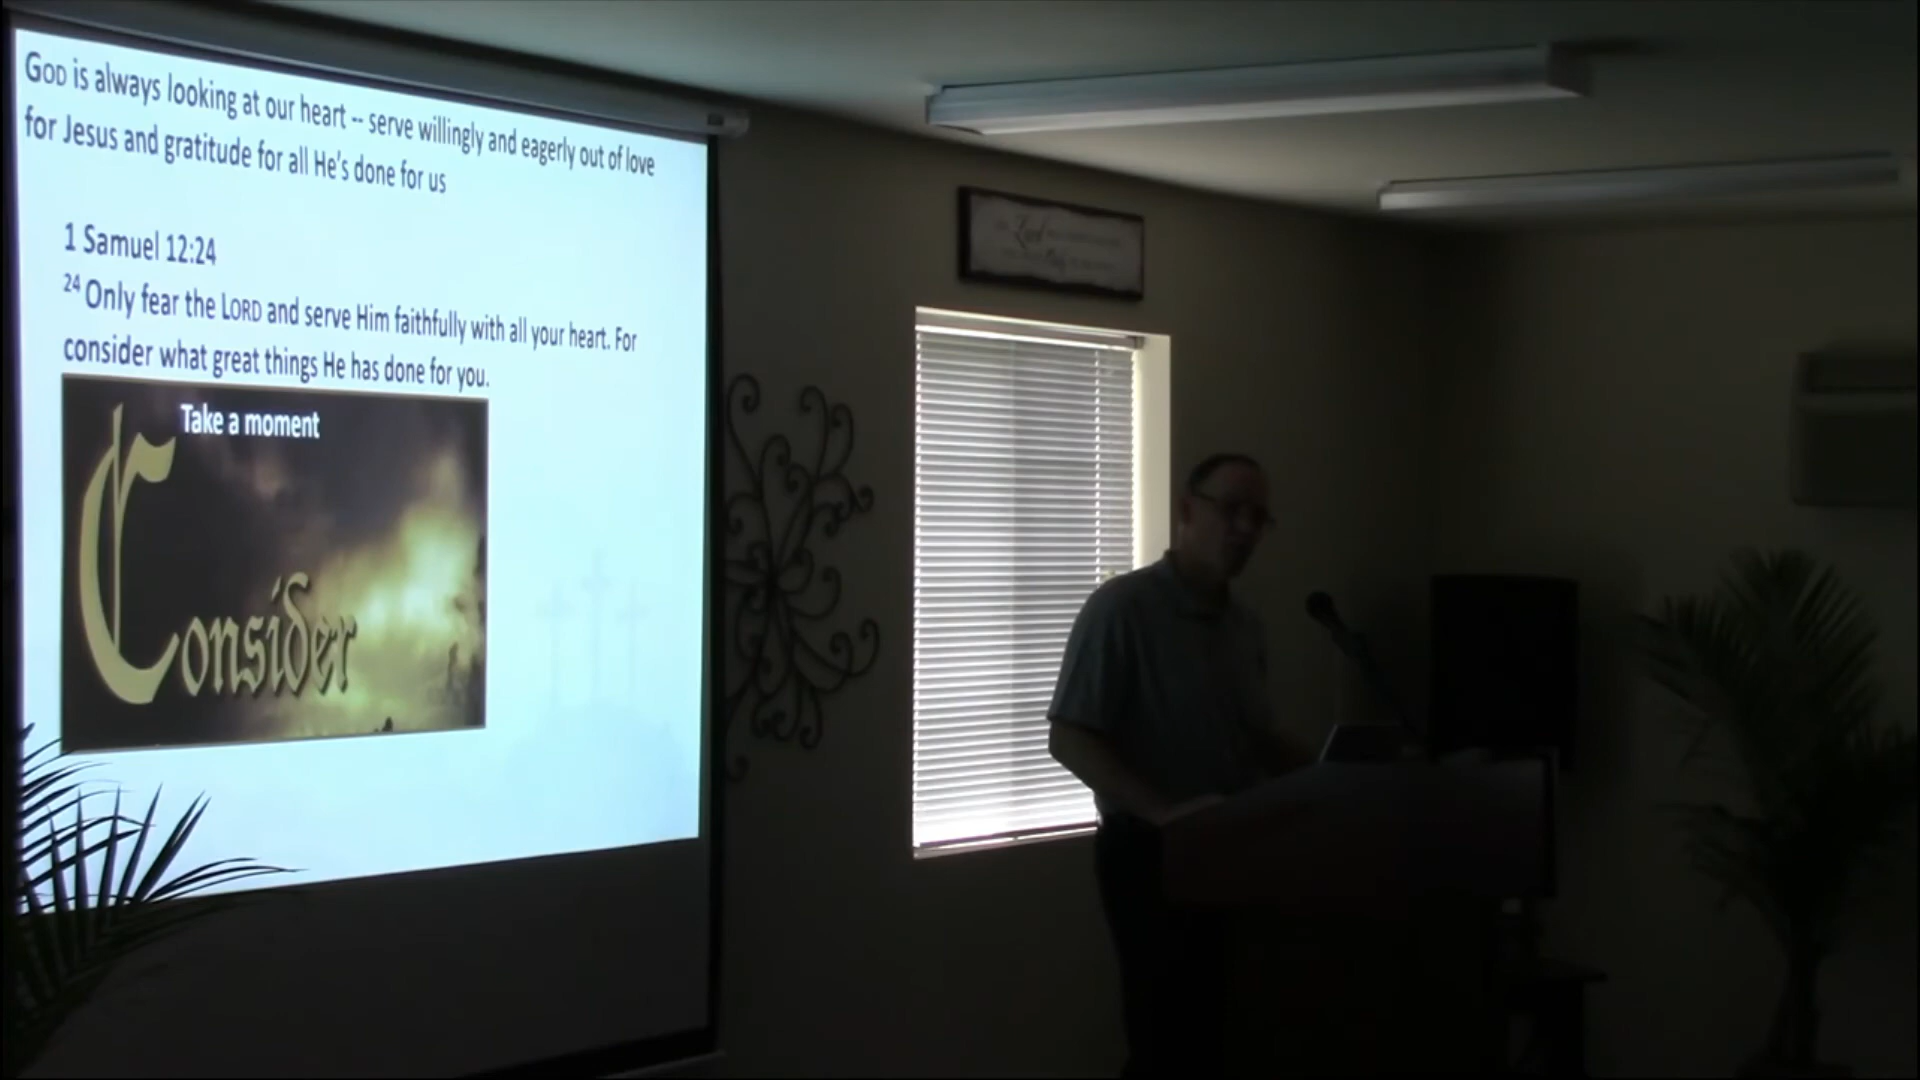 GOD is always looking at our heart -- serve willingly and eagerly out of love
for Jesus and gratitude for all He's done for us
1 Samuel 12:24
24 Only fear the LORD and serve Him faithfully with all your heart. For
consider what great things He has done for you.
Take a moment
Consider
Lord